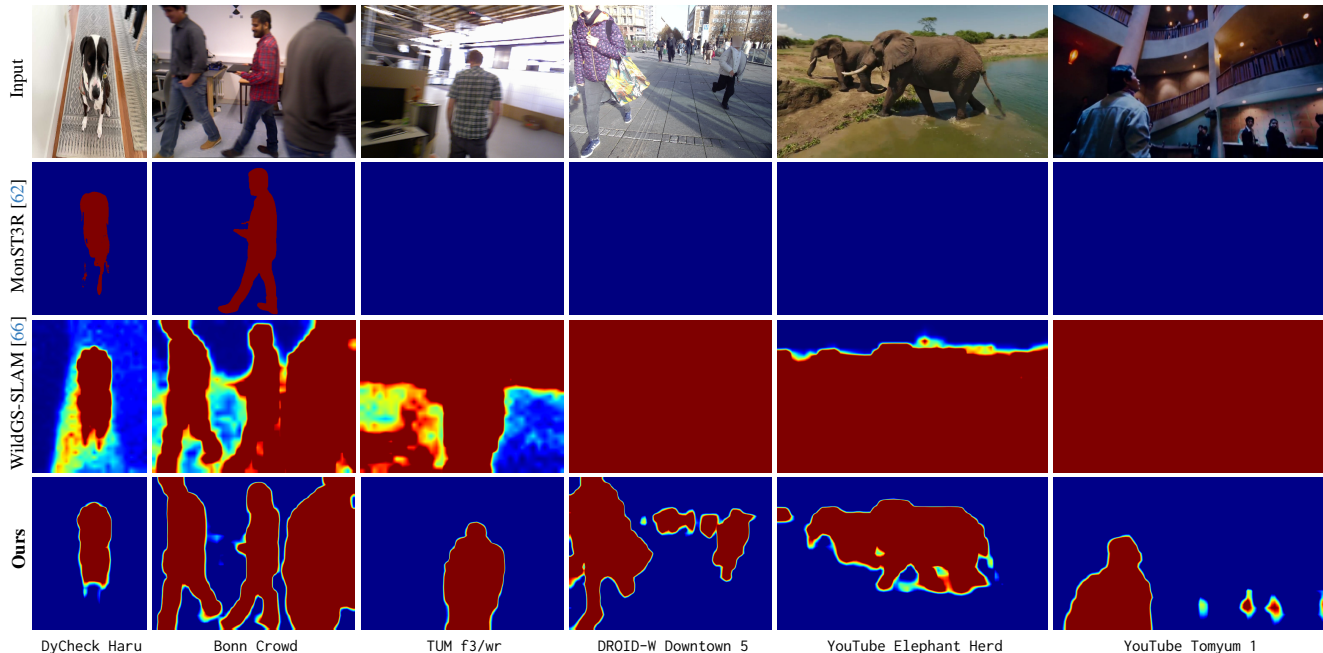 Input
MonST3R [62]
WildGS-SLAM [66]
Ours
DyCheck Haru
Bonn Crowd
TUM f3/wr
DROID-W Downtown 5
YouTube Elephant Herd
YouTube Tomyum 1